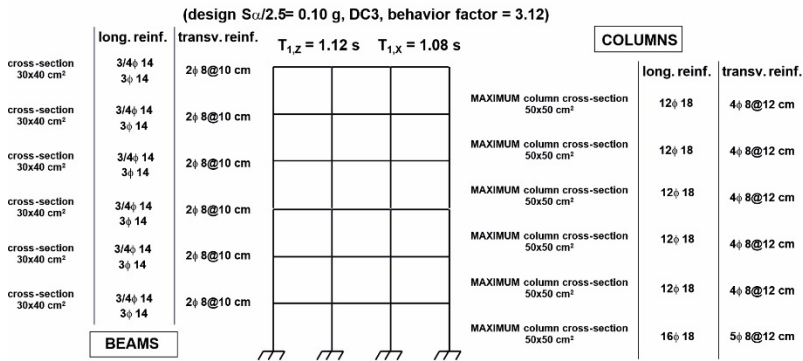 (design Sα/2.5= 0.10 g, DC3, behavior factor = 3.12)
long. reinf. transv. reinf.
T1,Z = 1.12 s T1,X = 1.08 s
cross-section
30x40 cm²
3/4ϕ 14
3ϕ 14
2ϕ 8@10 cm
cross-section
30x40 cm²
3/4ϕ 14
3ϕ 14
2ϕ 8@10 cm
cross-section
30x40 cm²
3/4ϕ 14
3ϕ 14
2ϕ 8@10 cm
cross-section
30x40 cm²
3/4ϕ 14
3ϕ 14
2ϕ 8@10 cm
cross-section
30x40 cm²
3/4ϕ 14
3ϕ 14
2ϕ 8@10 cm
cross-section
30x40 cm²
3/4ϕ 14
3ϕ 14
2ϕ 8@10 cm
BEAMS
COLUMNS
long. reinf. transv. reinf.
MAXIMUM column cross-section
50x50 cm²
12ϕ 18
4ϕ 8@12 cm
MAXIMUM column cross-section
50x50 cm²
12ϕ 18
4ϕ 8@12 cm
MAXIMUM column cross-section
50x50 cm²
12ϕ 18
4ϕ 8@12 cm
MAXIMUM column cross-section
50x50 cm²
12ϕ 18
4ϕ 8@12 cm
MAXIMUM column cross-section
50x50 cm²
12ϕ 18
4ϕ 8@12 cm
MAXIMUM column cross-section
50x50 cm²
16ϕ 18
5ϕ 8@12 cm